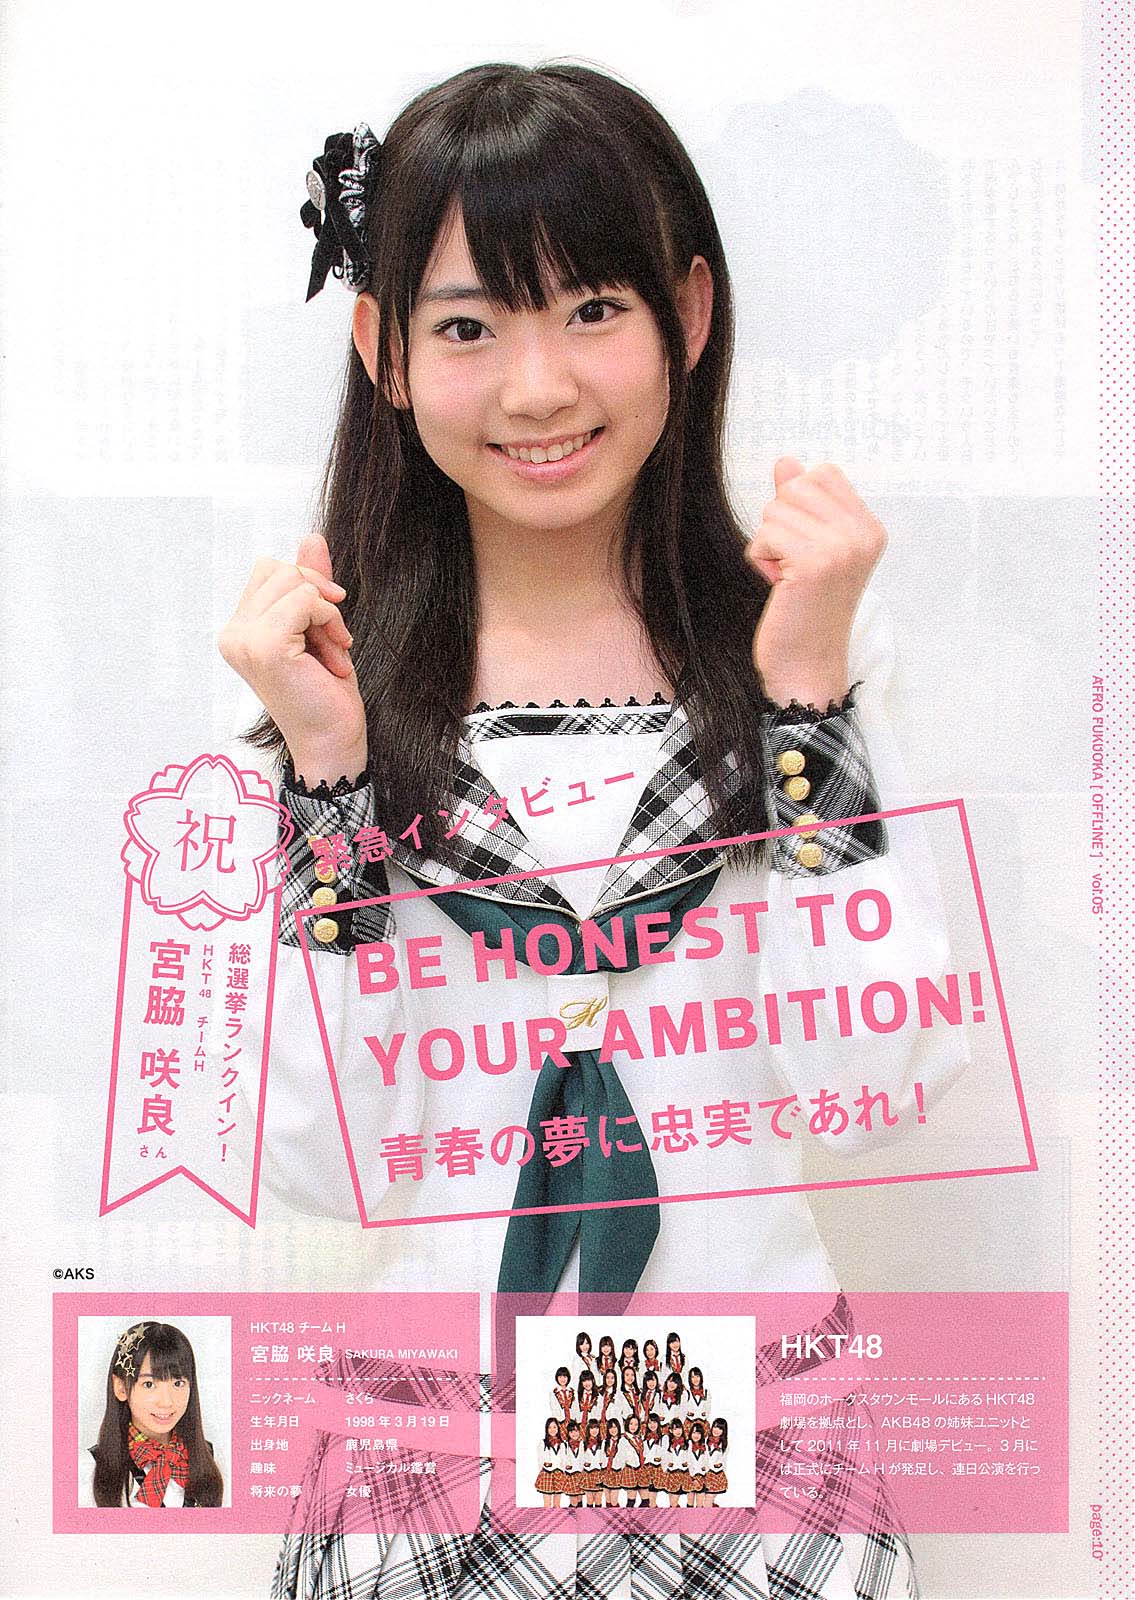 祝
総選挙ランクイン！
HKT48 チームH
宮脇 咲良 さん
緊急インタビュー
BE HONEST TO
YOUR AMBITION!
青春の夢に忠実であれ！
H
©AKS
HKT48 チームH
宮脇 咲良 SAKURA MIYAWAKI
ニックネーム さくら
生年月日 1998年3月19日
出身地 鹿児島県
趣味 ミュージカル鑑賞
将来の夢 女優
HKT48
福岡のホークスタウンモールにあるHKT48
劇場を拠点とし、AKB48の姉妹ユニットと
して2011年11月に劇場デビュー。3月に
は正式にチームHが発足し、連日公演を行っ
ている。
AFRO FUKUOKA [ OFFL1NE ] vol.05
page:10